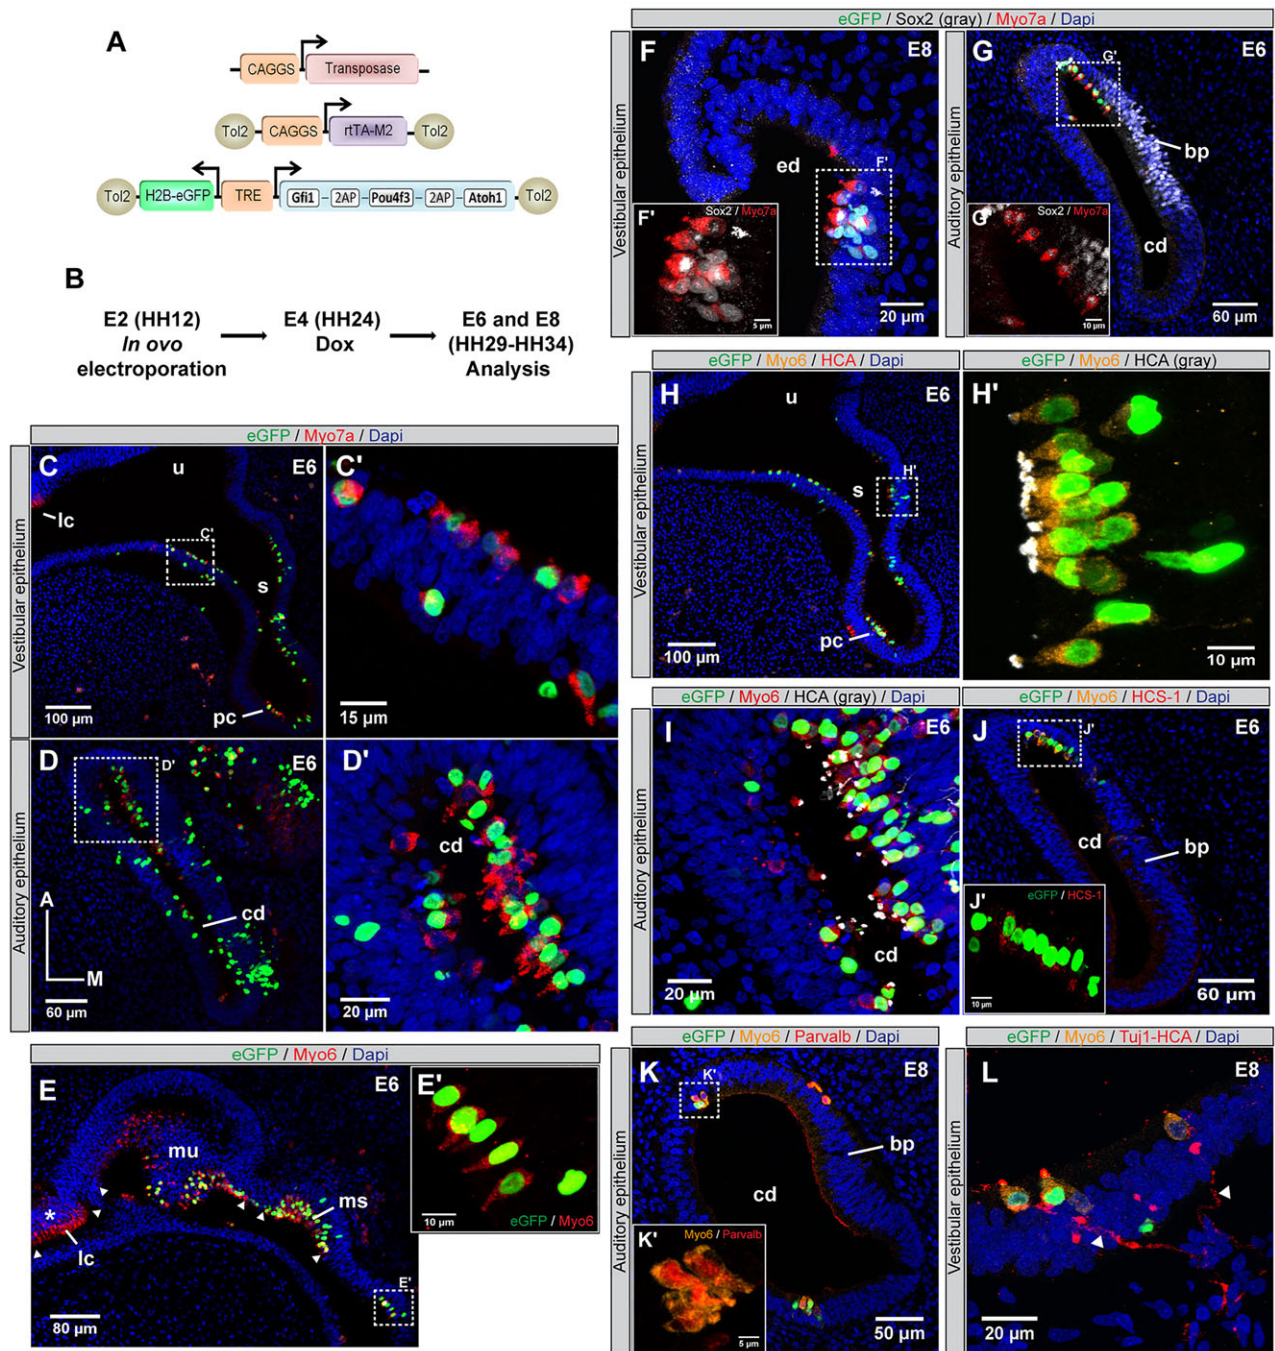 A
CAGGS Transposase
Tol2 CAGGS rtTA-M2 Tol2
Tol2 H2B-eGFP TRE Gfi1 – 2AP – Pou4f3 – 2AP – Atoh1 Tol2
B
E2 (HH12)
In ovo
electroporation
E4 (HH24)
Dox
E6 and E8
(HH29-HH34)
Analysis
eGFP / Myo7a / Dapi
Vestibular epithelium
C
u
E6
lc
C'
s
pc
100 µm
C'
15 µm
Auditory epithelium
D
D'
E6
A
M
cd
60 µm
D'
cd
20 µm
eGFP / Myo6 / Dapi
E
E6
mu
ms
*
lc
E'
80 µm
E'
10 µm
eGFP / Myo6
eGFP / Sox2 (gray) / Myo7a / Dapi
Vestibular epithelium
F
E8
ed
F'
F'
Sox2 / Myo7a
5 µm
20 µm
Auditory epithelium
G
E6
G'
bp
cd
G'
Sox2 / Myo7a
10 µm
60 µm
eGFP / Myo6 / HCA / Dapi
Vestibular epithelium
H
u
E6
s
H'
pc
100 µm
eGFP / Myo6 / HCA (gray)
H'
10 µm
eGFP / Myo6 / HCA (gray) / Dapi
Auditory epithelium
I
E6
cd
20 µm
eGFP / Myo6 / HCS-1 / Dapi
J
E6
J'
cd
bp
J'
eGFP / HCS-1
10 µm
60 µm
eGFP / Myo6 / Parvalb / Dapi
Auditory epithelium
K
E8
K'
bp
cd
K'
Myo6 / Parvalb
5 µm
50 µm
eGFP / Myo6 / Tuj1-HCA / Dapi
Vestibular epithelium
L
E8
20 µm